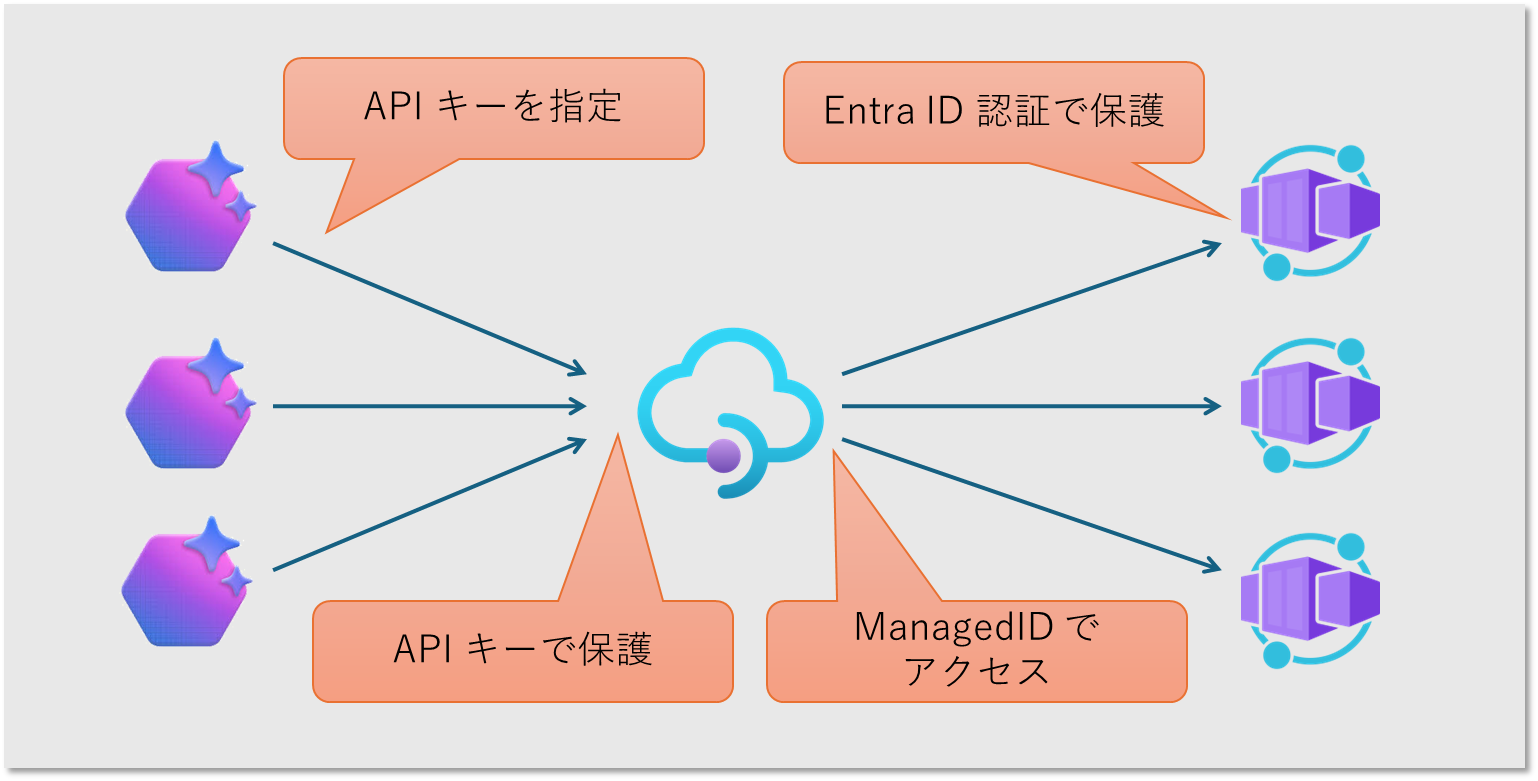 API キーを指定
Entra ID 認証で保護
API キーで保護
ManagedID で
アクセス